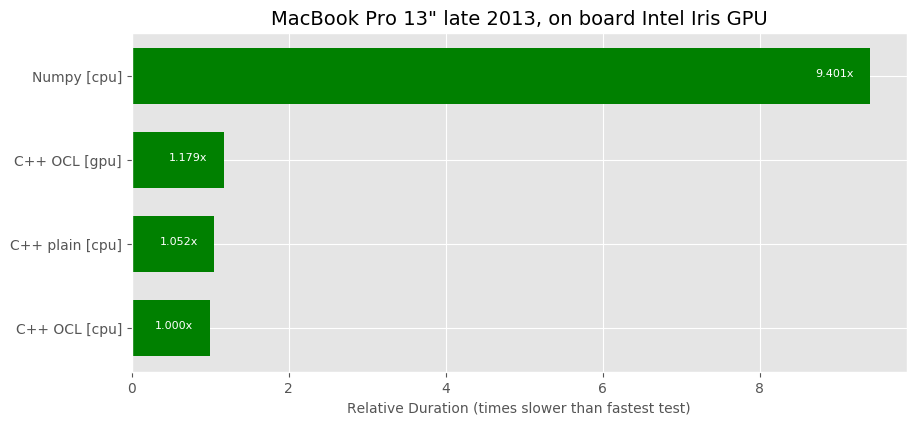 MacBook Pro 13" late 2013, on board Intel Iris GPU
Numpy [cpu]
9.401x
C++ OCL [gpu]
1.179x
C++ plain [cpu]
1.052x
C++ OCL [cpu]
1.000x
0 2 4 6 8
Relative Duration (times slower than fastest test)